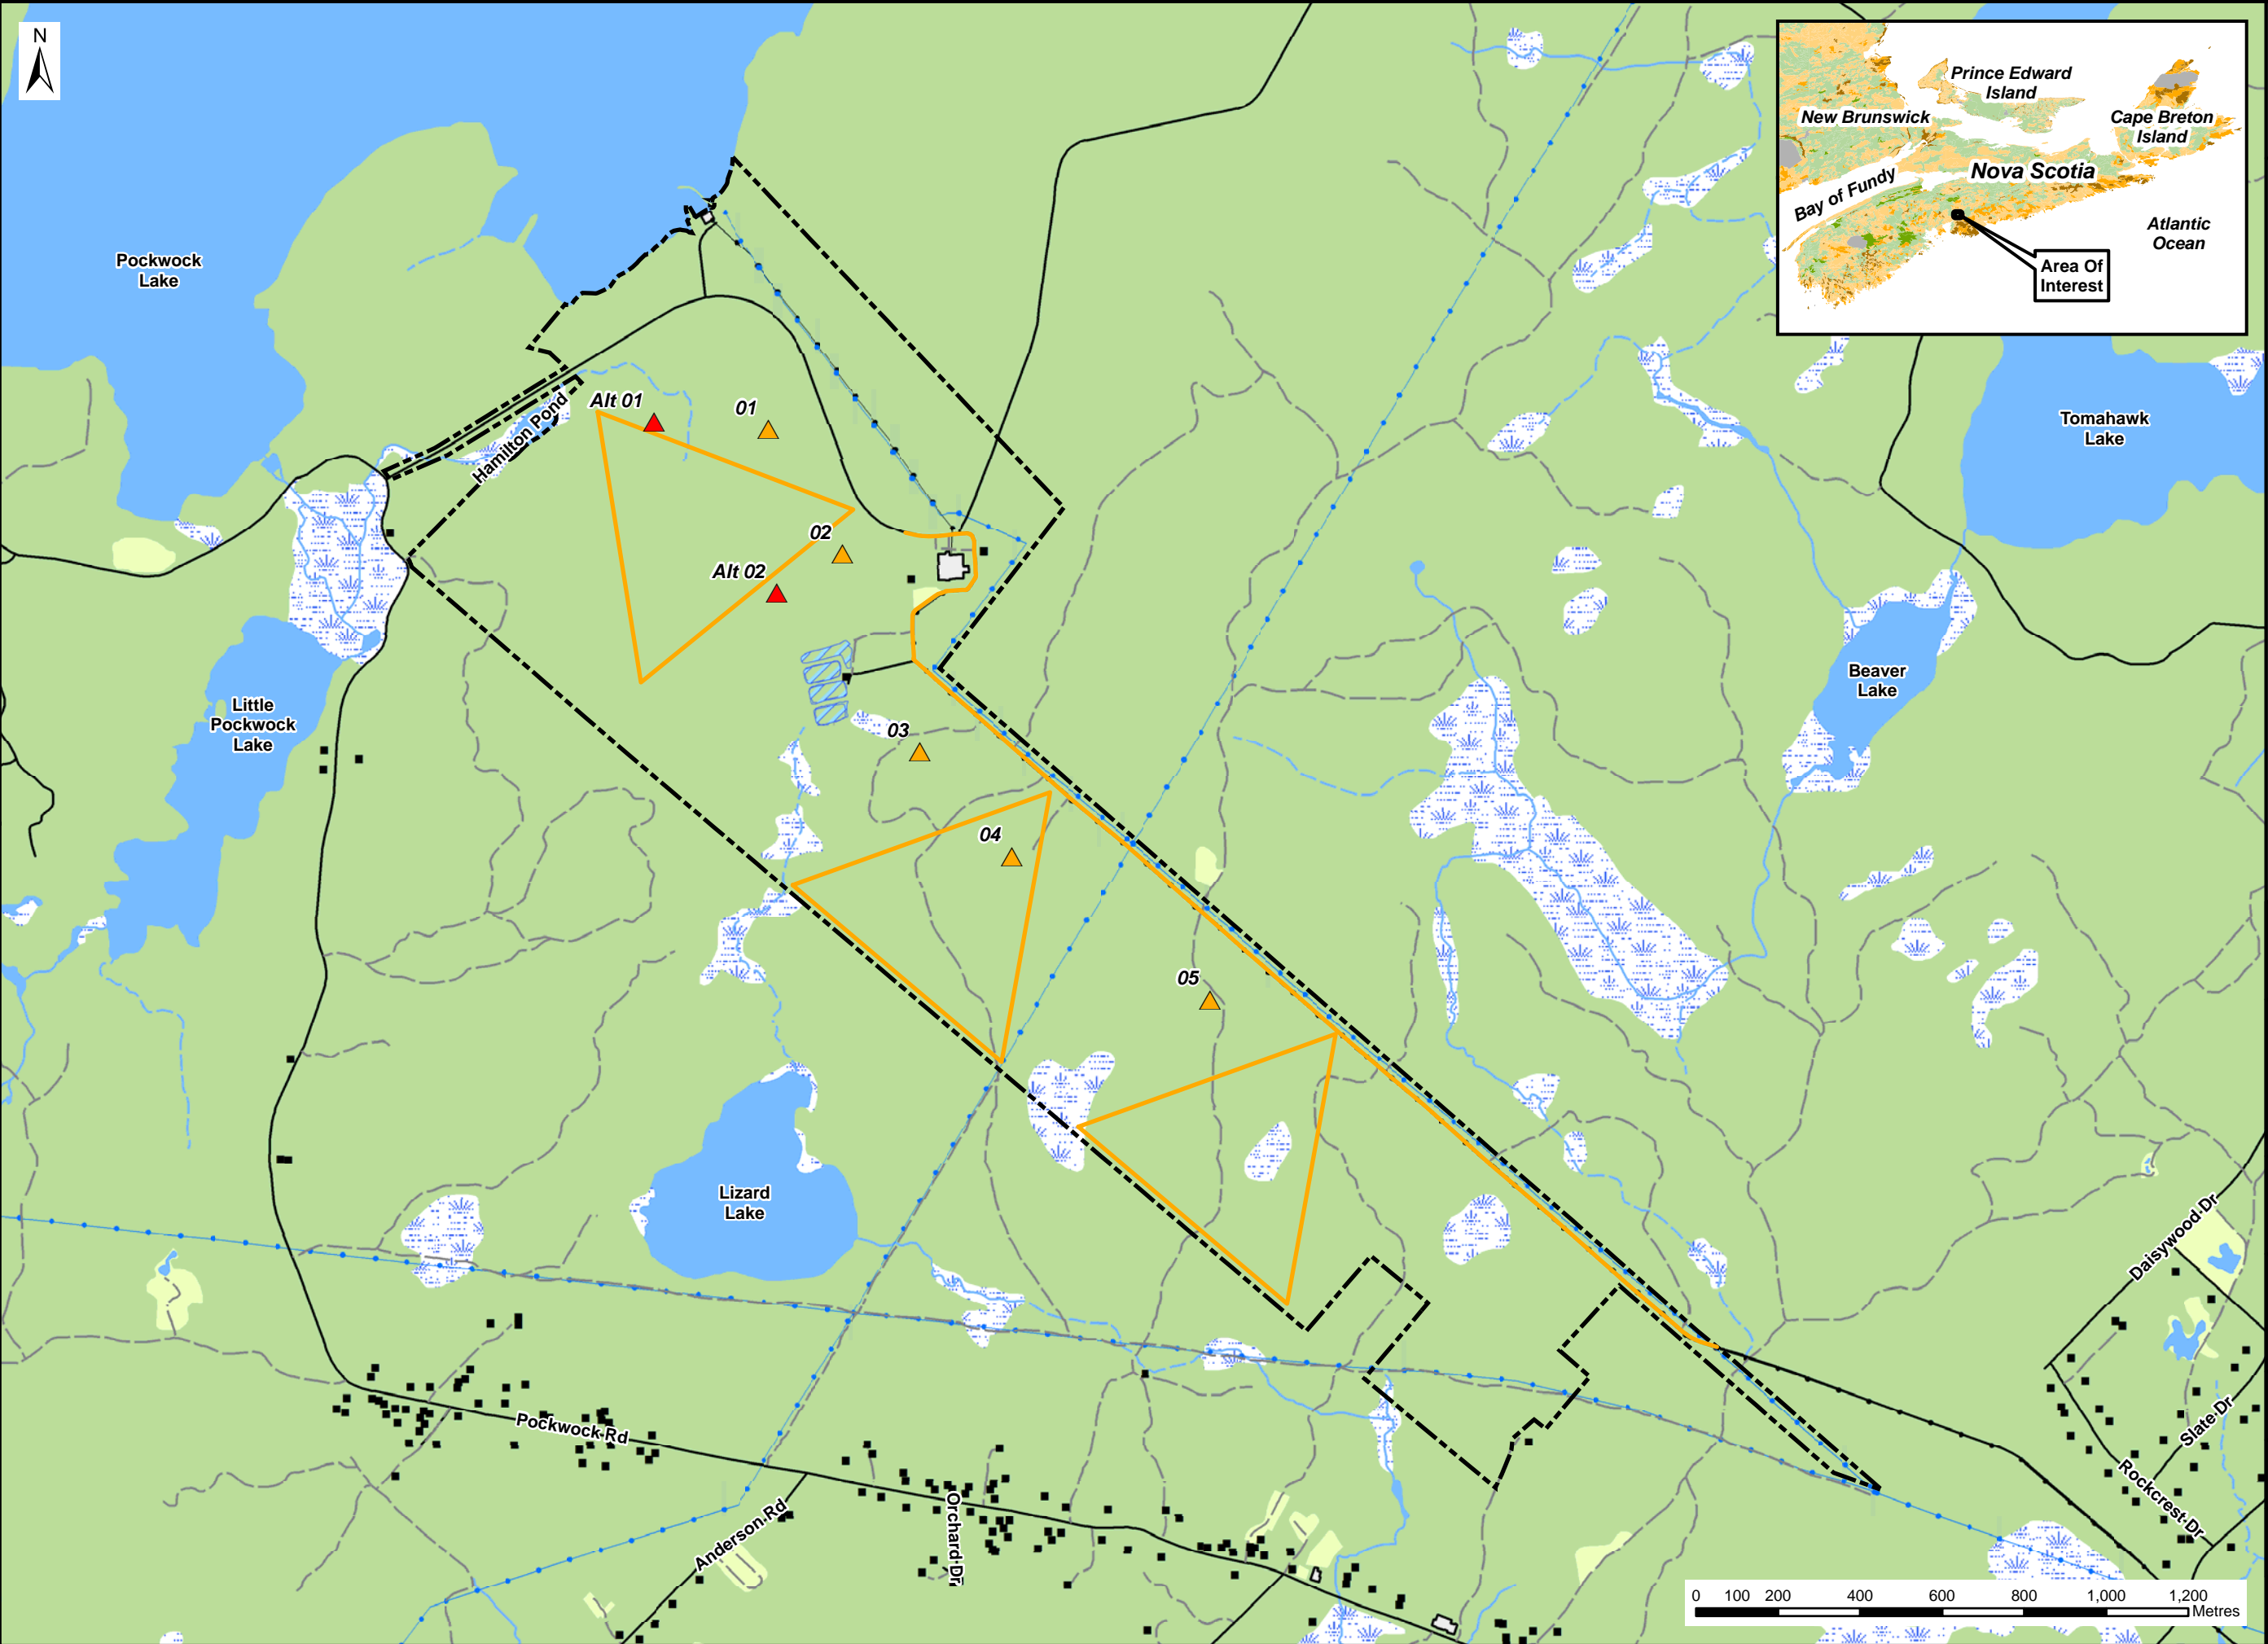 N
Prince Edward
Island
New Brunswick
Cape Breton
Island
Nova Scotia
Bay of Fundy
Atlantic
Ocean
Area Of
Interest
Pockwock
Lake
Alt 01
01
Hamilton Pond
Tomahawk
Lake
02
Alt 02
Beaver
Lake
Little
Pockwock
Lake
03
04
05
Lizard
Lake
Daisywood Dr
Pockwock Rd
Slate Dr
Rockcrest Dr
Orchard Dr
Anderson Rd
0 100 200 400 600 800 1,000 1,200
Metres